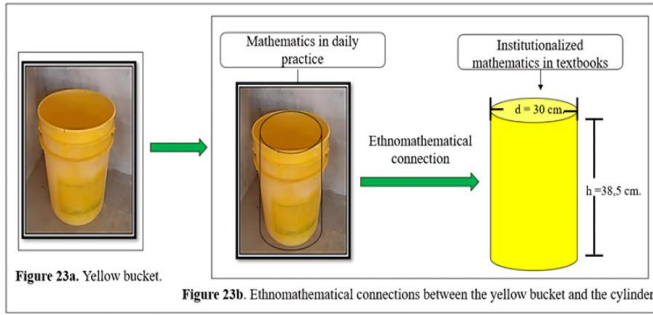 Mathematics in daily
practice
Institutionalized
mathematics in textbooks
d = 30 cm.
Ethnomathematical
connection
h =38,5 cm.
Figure 23a. Yellow bucket.
Figure 23b. Ethnomathematical connections between the yellow bucket and the cylinder